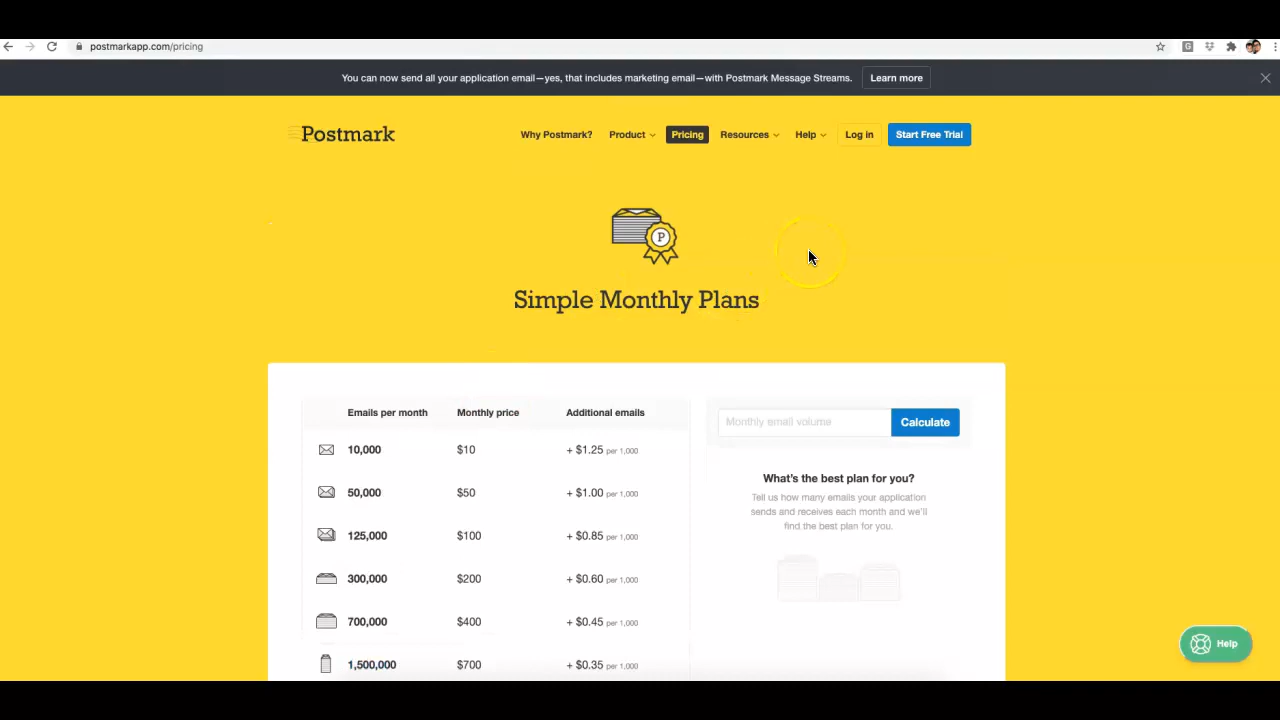 postmarkapp.com/pricing
You can now send all your application email—yes, that includes marketing email—with Postmark Message Streams. Learn more
Postmark Why Postmark? Product Pricing Resources Help Log in Start Free Trial
P
Simple Monthly Plans
Emails per month Monthly price Additional emails
10,000 $10 + $1.25 per 1,000
50,000 $50 + $1.00 per 1,000
125,000 $100 + $0.85 per 1,000
300,000 $200 + $0.60 per 1,000
700,000 $400 + $0.45 per 1,000
1,500,000 $700 + $0.35 per 1,000
Monthly email volume Calculate
What's the best plan for you?
Tell us how many emails your application
sends and receives each month and we'll
find the best plan for you.
Help